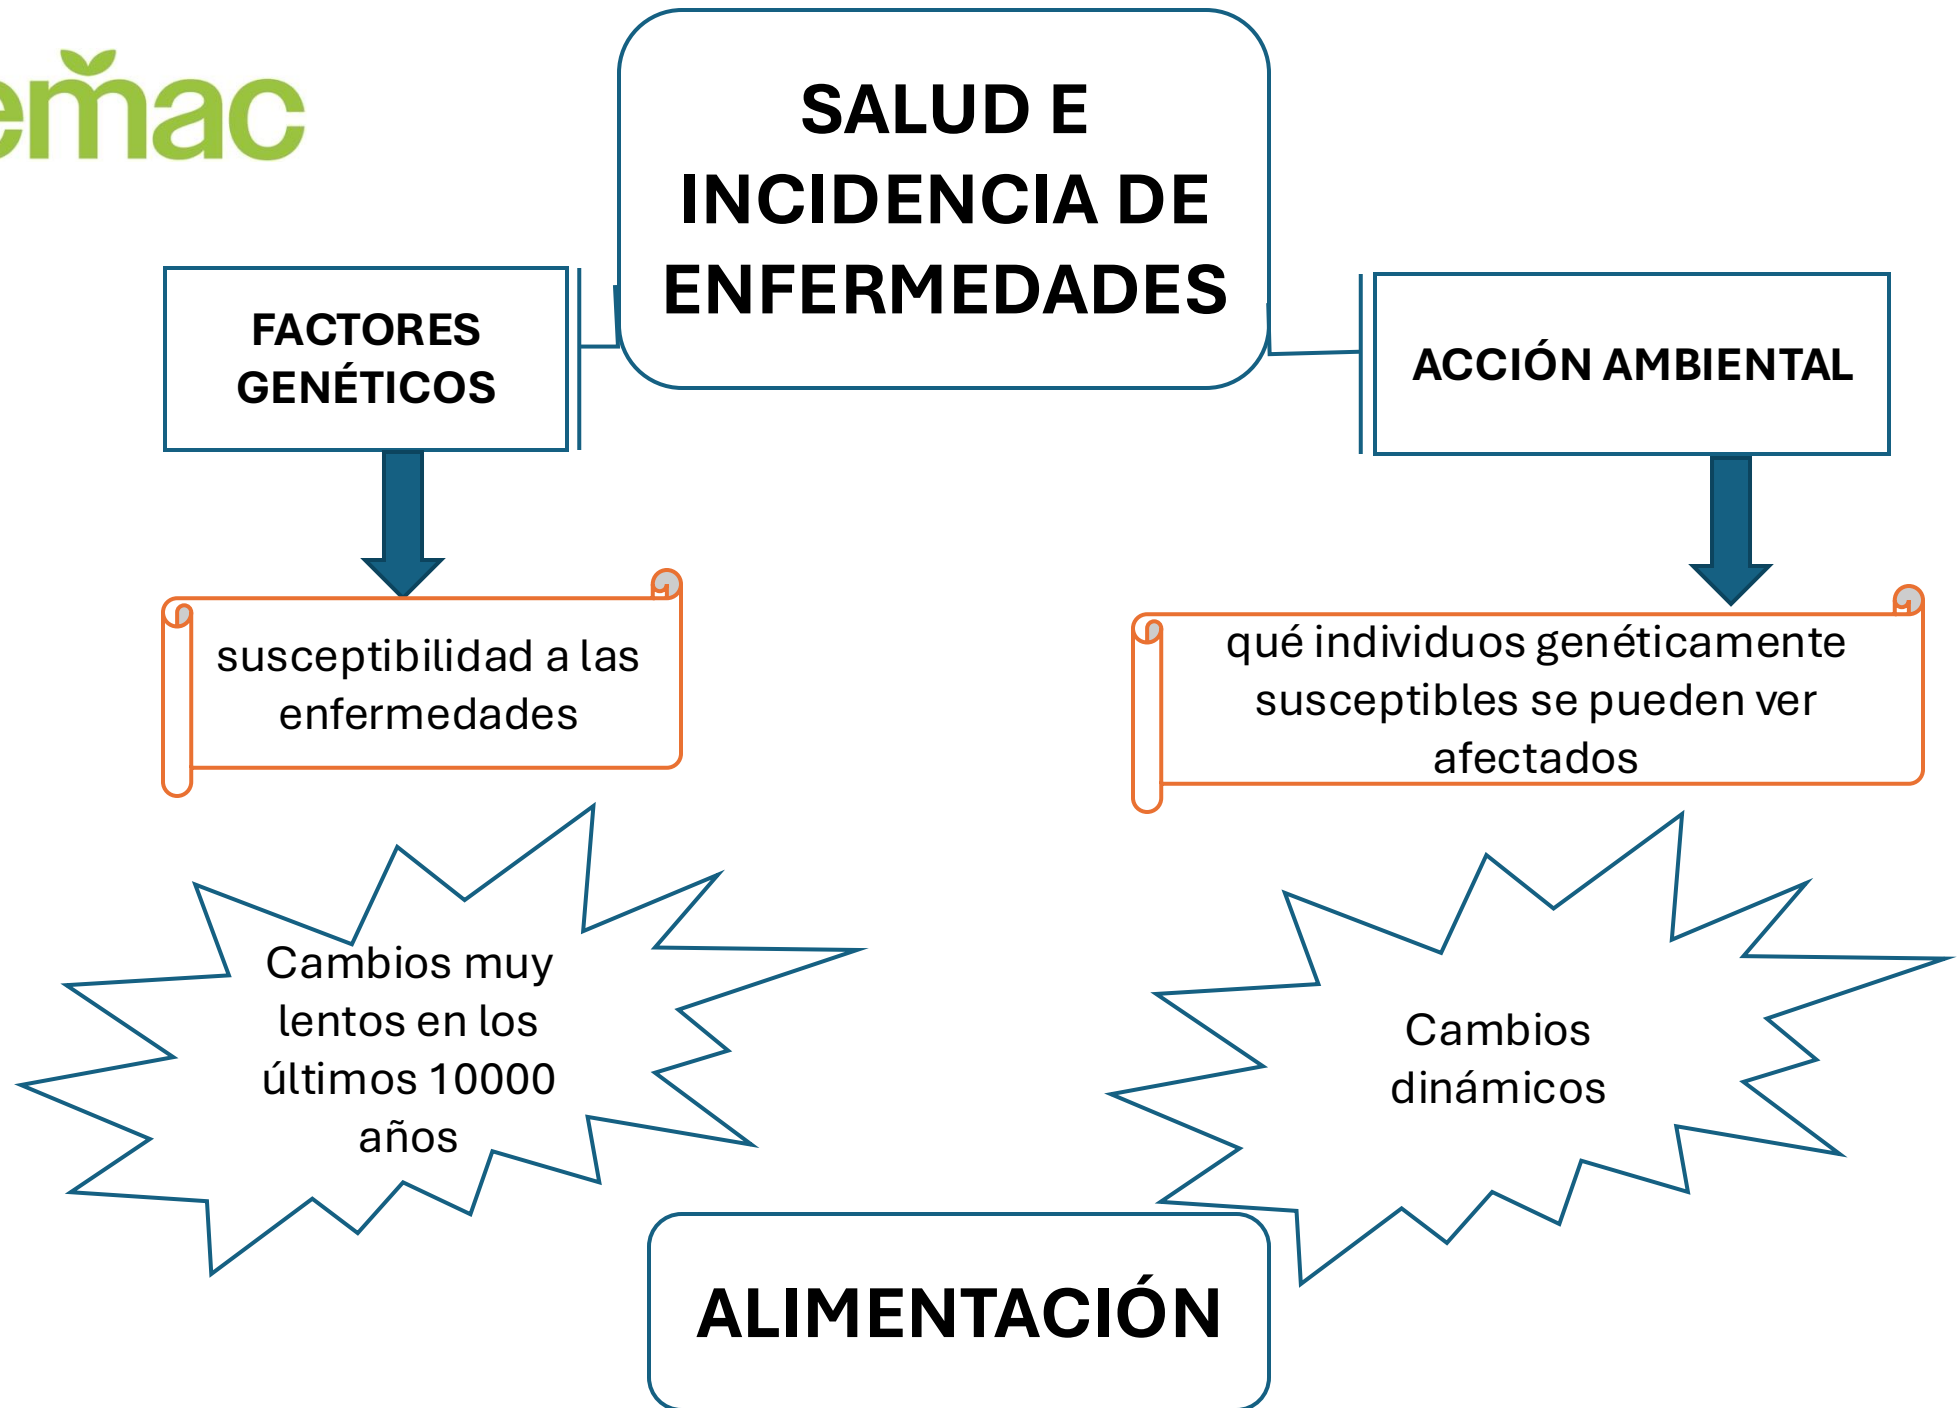 emac
SALUD E
INCIDENCIA DE
ENFERMEDADES
FACTORES
GENÉTICOS
ACCIÓN AMBIENTAL
susceptibilidad a las
enfermedades
qué individuos genéticamente
susceptibles se pueden ver
afectados
Cambios muy
lentos en los
últimos 10000
años
Cambios
dinámicos
ALIMENTACIÓN